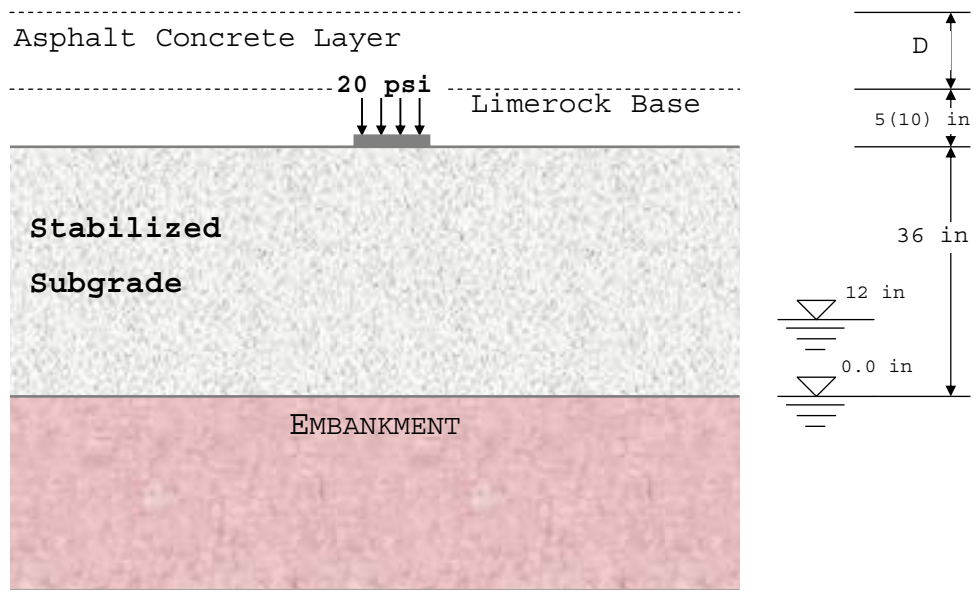 Asphalt Concrete Layer
D
20 psi
Limerock Base
5(10) in
Stabilized
Subgrade
36 in
12 in
0.0 in
EMBANKMENT